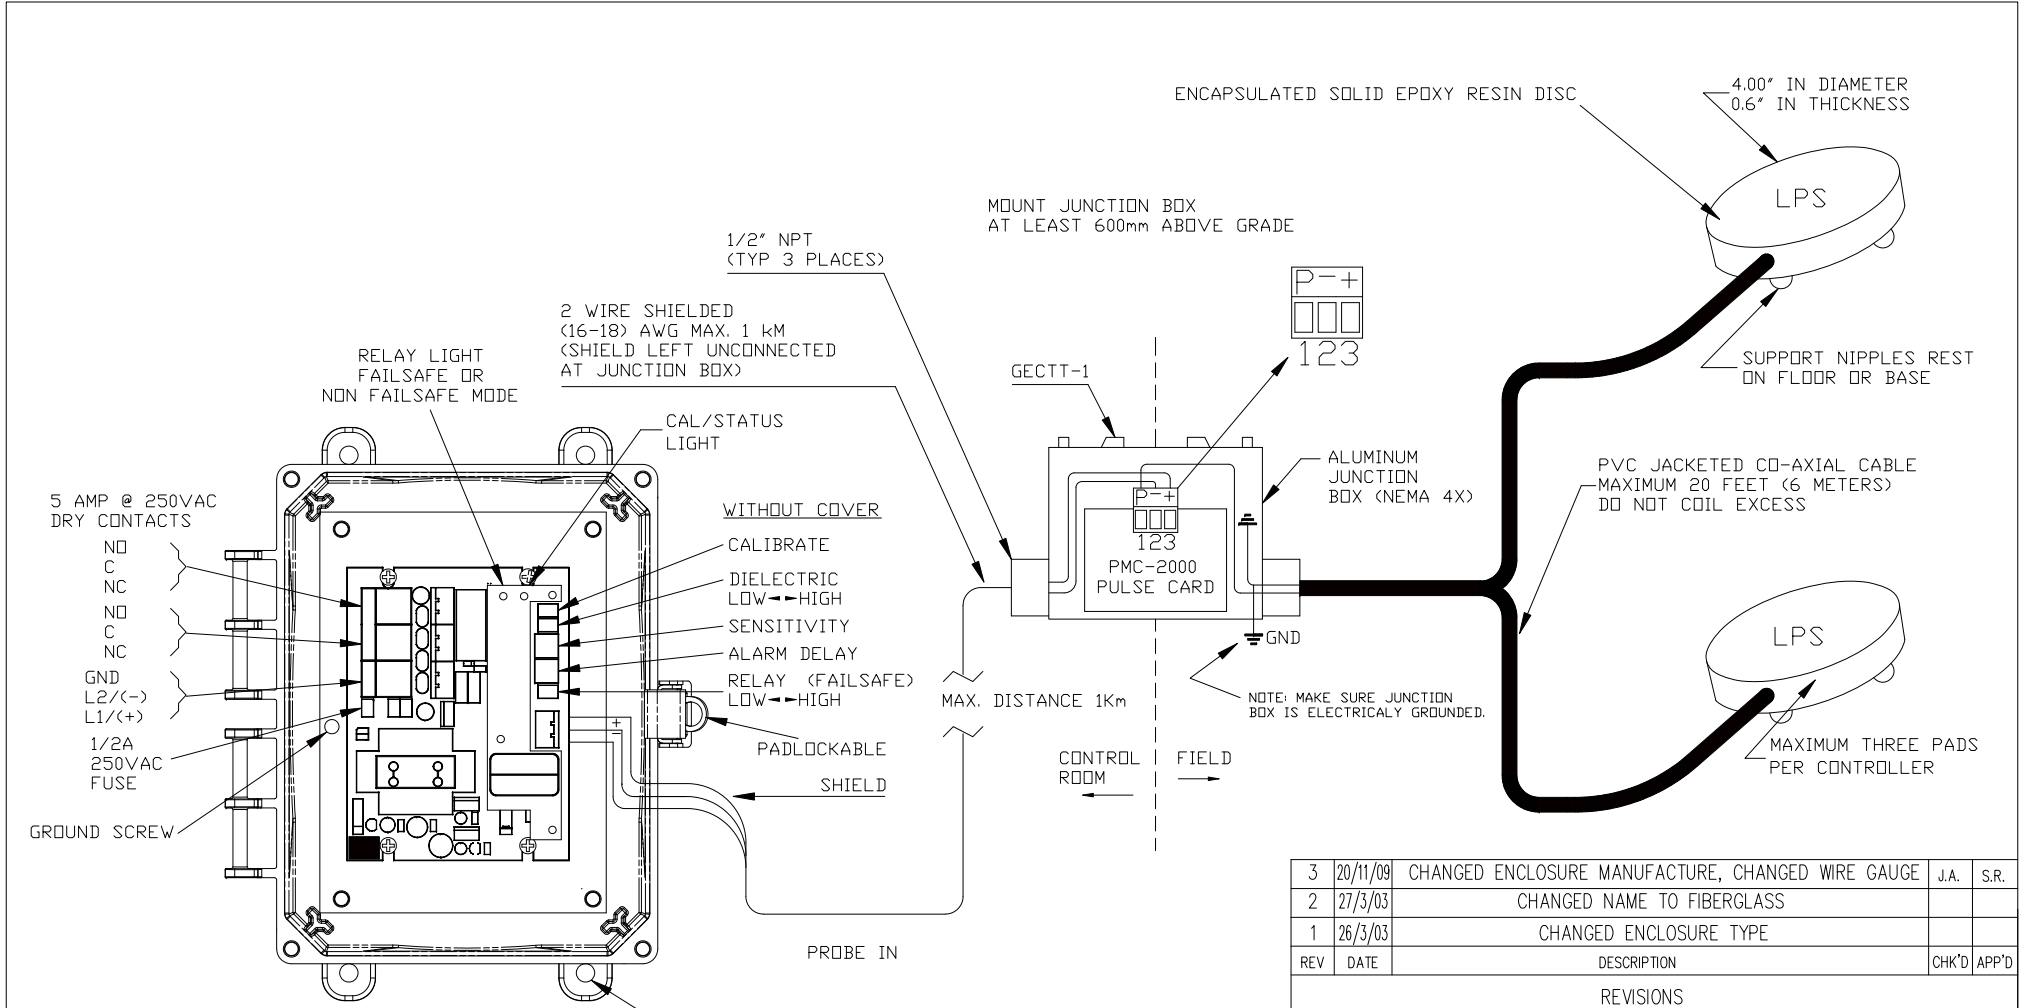 ENCAPSULATED SOLID EPOXY RESIN DISC
4.00" IN DIAMETER
0.6" IN THICKNESS
LPS
MOUNT JUNCTION BOX
AT LEAST 600mm ABOVE GRADE
1/2" NPT
(TYP 3 PLACES)
P-+
123
2 WIRE SHIELDED
(16-18) AWG MAX. 1 kM
(SHIELD LEFT UNCONNECTED
AT JUNCTION BOX)
SUPPORT NIPPLES REST
ON FLOOR OR BASE
RELAY LIGHT
FAILSAFE OR
NON FAILSAFE MODE
GECTT-1
CAL/STATUS
LIGHT
ALUMINUM
JUNCTION
BOX (NEMA 4X)
PVC JACKETED CO-AXIAL CABLE
MAXIMUM 20 FEET (6 METERS)
DO NOT COIL EXCESS
5 AMP @ 250VAC
DRY CONTACTS
NO
C
NC
NO
C
NC
GND
L2/(-)
L1/(+)
1/2A
250VAC
FUSE
GROUND SCREW
WITHOUT COVER
CALIBRATE
DIELECTRIC
LOW◄-►HIGH
SENSITIVITY
ALARM DELAY
RELAY (FAILSAFE)
LOW◄-►HIGH
+
-
PADLOCKABLE
SHIELD
PROBE IN
P-+
123
PMC-2000
PULSE CARD
GND
NOTE: MAKE SURE JUNCTION
BOX IS ELECTRICALY GROUNDED.
MAX. DISTANCE 1Km
CONTROL
ROOM
FIELD
LPS
MAXIMUM THREE PADS
PER CONTROLLER
3 20/11/09 CHANGED ENCLOSURE MANUFACTURE, CHANGED WIRE GAUGE J.A. S.R.
2 27/3/03 CHANGED NAME TO FIBERGLASS
1 26/3/03 CHANGED ENCLOSURE TYPE
REV DATE DESCRIPTION CHK'D APP'D
REVISIONS